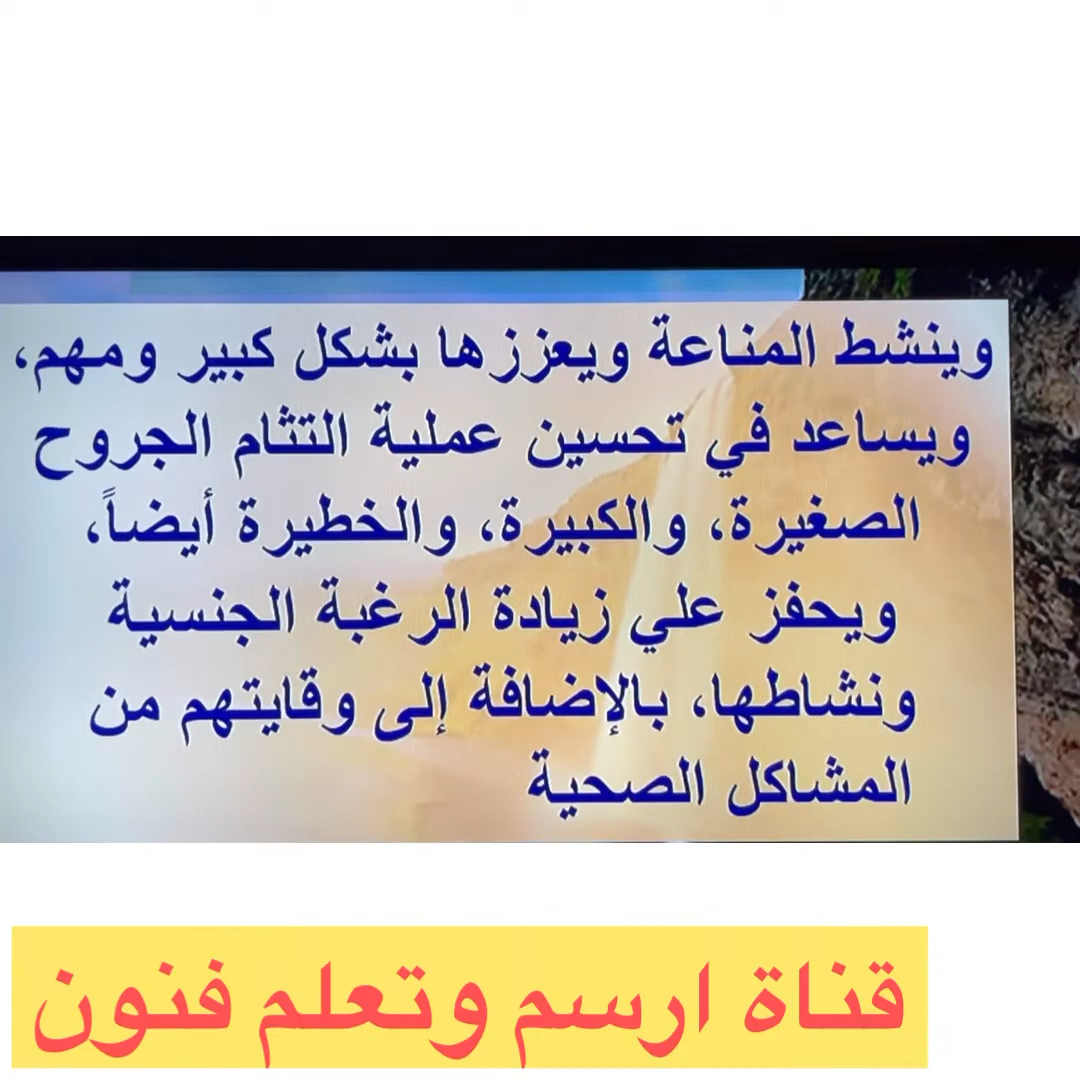 وينشط المناعة ويعززها بشكل كبير ومهم،
ويساعد في تحسين عملية التثام الجروح
الصغيرة، والكبيرة، والخطيرة أيضاً،
ويحفز علي زيادة الرغبة الجنسية
ونشاطها، بالإضافة إلى وقايتهم من
المشاكل الصحية
قناة ارسم وتعلم فنون